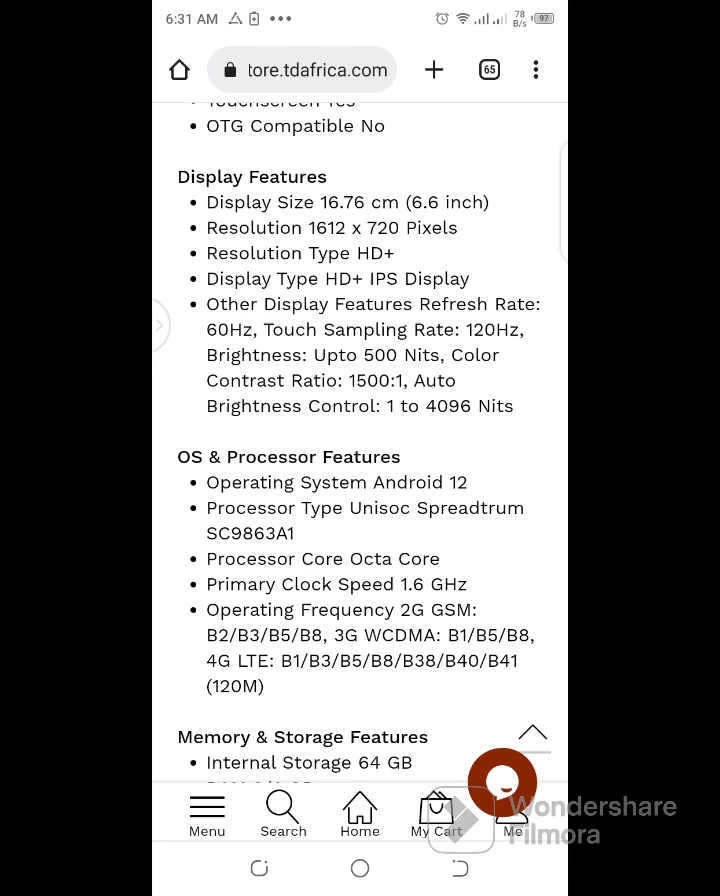 6:31 AM
78
B/s
97
tore.tdafrica.com
65
Touchscreen Yes
OTG Compatible No
Display Features
Display Size 16.76 cm (6.6 inch)
Resolution 1612 x 720 Pixels
Resolution Type HD+
Display Type HD+ IPS Display
Other Display Features Refresh Rate:
60Hz, Touch Sampling Rate: 120Hz,
Brightness: Upto 500 Nits, Color
Contrast Ratio: 1500:1, Auto
Brightness Control: 1 to 4096 Nits
OS & Processor Features
Operating System Android 12
Processor Type Unisoc Spreadtrum
SC9863A1
Processor Core Octa Core
Primary Clock Speed 1.6 GHz
Operating Frequency 2G GSM:
B2/B3/B5/B8, 3G WCDMA: B1/B5/B8,
4G LTE: B1/B3/B5/B8/B38/B40/B41
(120M)
Memory & Storage Features
Internal Storage 64 GB
Menu
Search
Home
My Cart
Me
Wondershare
Filmora